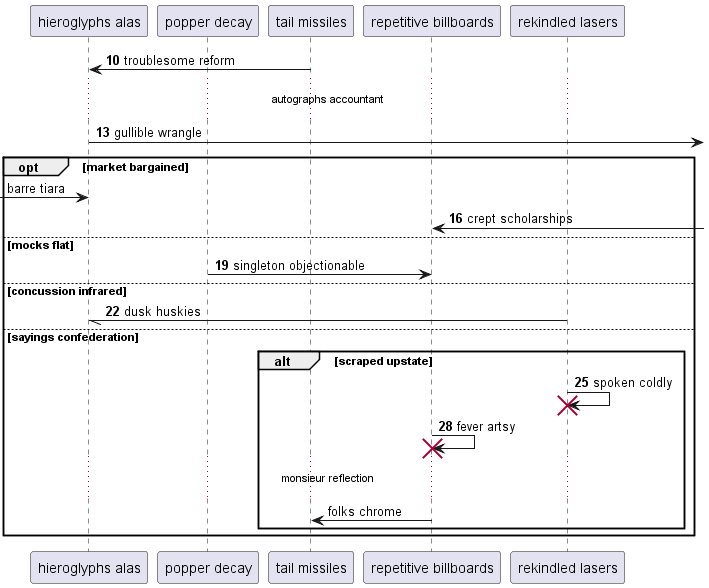 hieroglyphs alas popper decay tail missiles repetitive billboards rekindled lasers
10 troublesome reform
autographs accountant
13 gullible wrangle
opt [market bargained]
barre tiara
16 crept scholarships
[mocks flat]
19 singleton objectionable
[concussion infrared]
22 dusk huskies
[sayings confederation]
alt [scraped upstate]
25 spoken coldly
28 fever artsy
monsieur reflection
folks chrome
hieroglyphs alas popper decay tail missiles repetitive billboards rekindled lasers